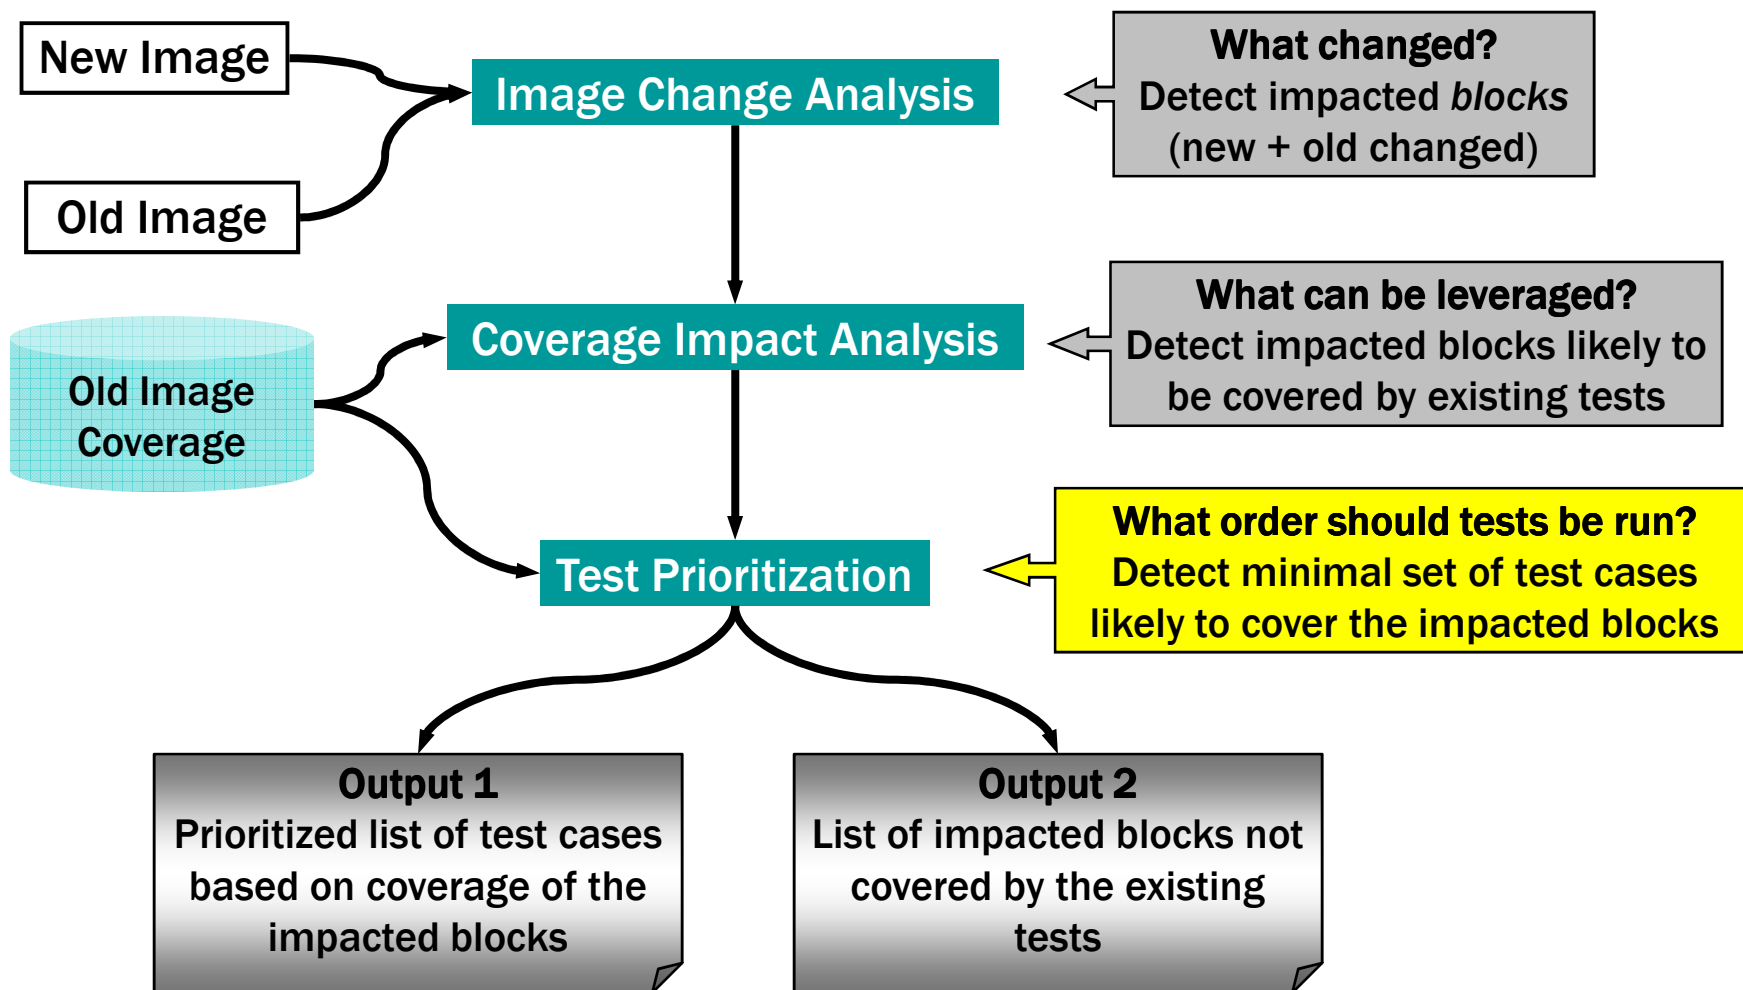 New Image
Image Change Analysis
What changed?
Detect impacted blocks
(new + old changed)
Old Image
Coverage Impact Analysis
What can be leveraged?
Detect impacted blocks likely to
be covered by existing tests
Old Image
Coverage
Test Prioritization
What order should tests be run?
Detect minimal set of test cases
likely to cover the impacted blocks
Output 1
Prioritized list of test cases
based on coverage of the
impacted blocks
Output 2
List of impacted blocks not
covered by the existing
tests